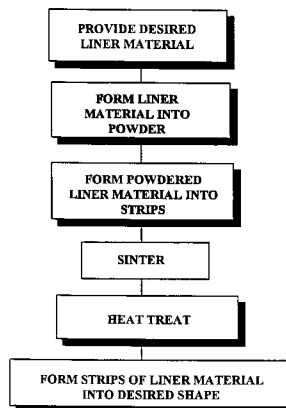 PROVIDE DESIRED
LINER MATERIAL
FORM LINER
MATERIAL INTO
POWDER
FORM POWDERED
LINER MATERIAL INTO
STRIPS
SINTER
HEAT TREAT
FORM STRIPS OF LINER MATERIAL
INTO DESIRED SHAPE